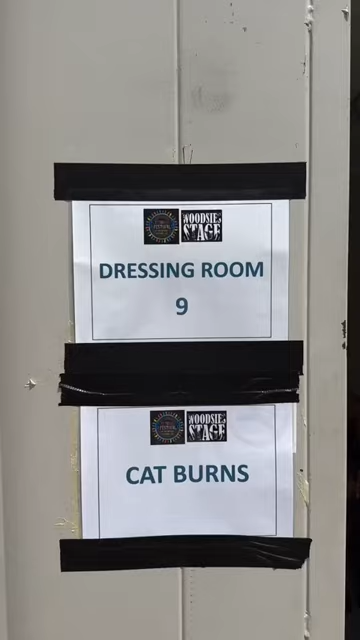 WOODSIES
STAGE
DRESSING ROOM
9
WOODSIES
STAGE
CAT BURNS